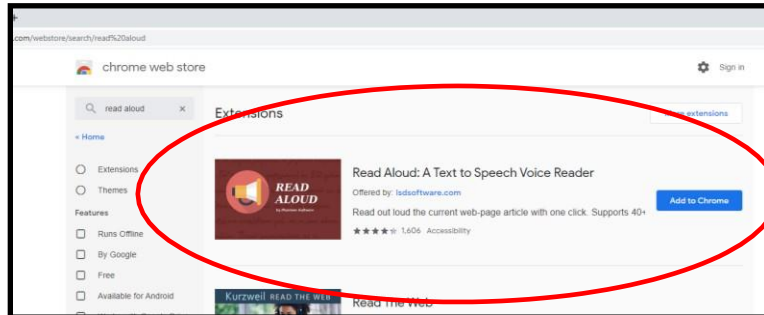 .com/webstore/search/read%20aloud
chrome web store
Sign in
read aloud ×
Extensions
More extensions
« Home
Extensions
Themes
Features
Runs Offline
By Google
Free
Available for Android
READ
ALOUD
Read Aloud: A Text to Speech Voice Reader
Offered by: lsdsoftware.com
Read out loud the current web-page article with one click. Supports 40+
1,606 Accessibility
Add to Chrome
Kurzweil READ THE WEB
Read The Web